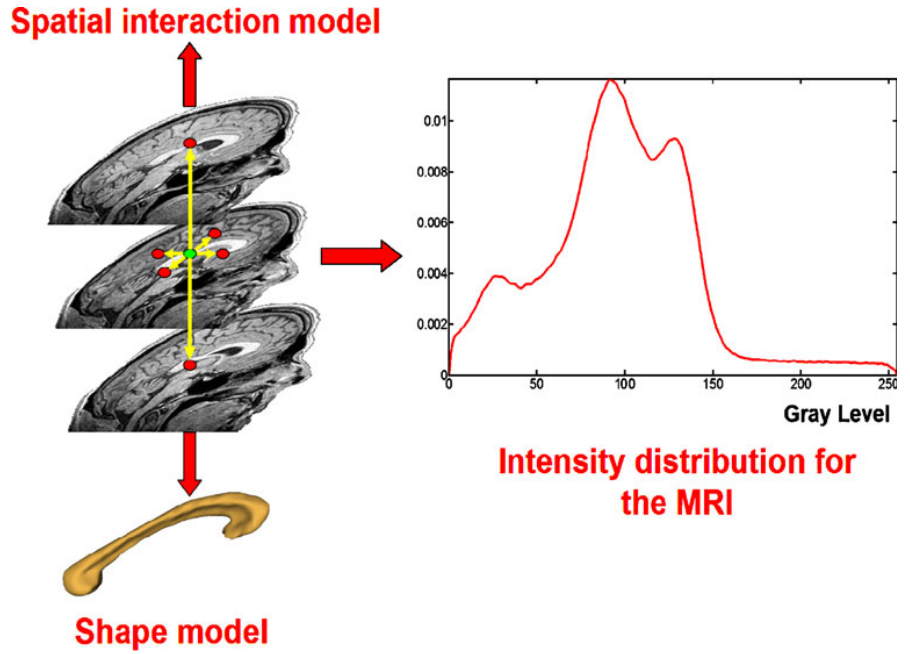 Spatial interaction model
0.01
0.008
0.006
0.004
0.002
0
0 50 100 150 200 250
Gray Level
Intensity distribution for
the MRI
Shape model